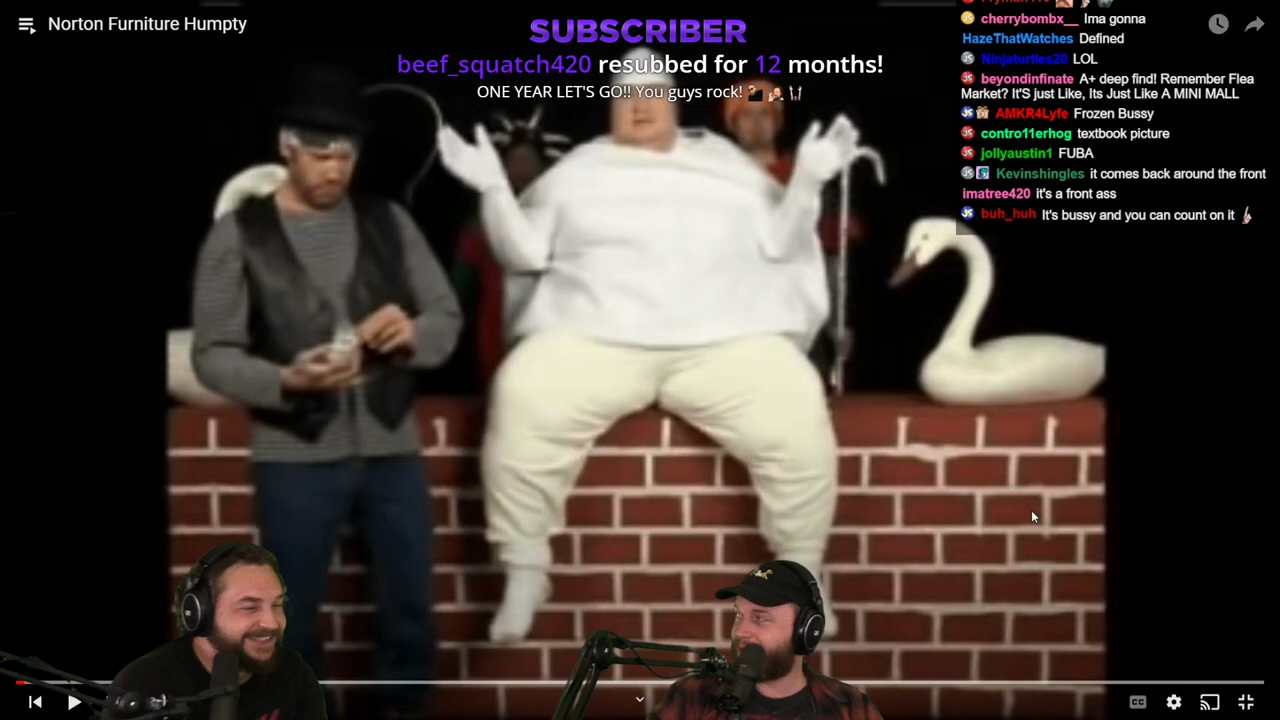 Norton Furniture Humpty
SUBSCRIBER
beef_squatch420 resubbed for 12 months!
ONE YEAR LET'S GO!! You guys rock!
cherrybombx__ Ima gonna
HazeThatWatches Defined
Ninjaturtles20 LOL
beyondinfinate A+ deep find! Remember Flea
Market? It'S just Like, Its Just Like A MINI MALL
AMKR4Lyfe Frozen Bussy
contro11erhog textbook picture
jollyaustin1 FUBA
Kevinshingles it comes back around the front
imatree420 it's a front ass
buh_huh It's bussy and you can count on it
CC